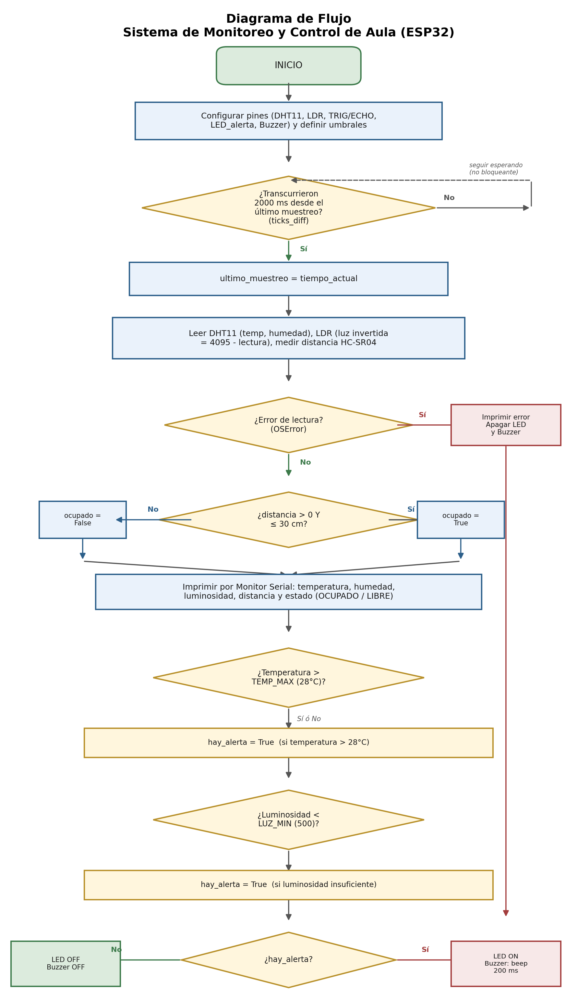 Diagrama de Flujo
Sistema de Monitoreo y Control de Aula (ESP32)
INICIO
Configurar pines (DHT11, LDR, TRIG/ECHO,
LED_alerta, Buzzer) y definir umbrales
seguir esperando
(no bloqueante)
¿Transcurrieron
2000 ms desde el
último muestreo?
(ticks_diff)
No
Sí
ultimo_muestreo = tiempo_actual
Leer DHT11 (temp, humedad), LDR (luz invertida
= 4095 - lectura), medir distancia HC-SR04
¿Error de lectura?
(OSError)
Sí
Imprimir error
Apagar LED
y Buzzer
No
ocupado =
False
No
¿distancia > 0 Y
≤ 30 cm?
Sí
ocupado =
True
Imprimir por Monitor Serial: temperatura, humedad,
luminosidad, distancia y estado (OCUPADO / LIBRE)
¿Temperatura >
TEMP_MAX (28°C)?
Sí ó No
hay_alerta = True  (si temperatura > 28°C)
¿Luminosidad <
LUZ_MIN (500)?
hay_alerta = True  (si luminosidad insuficiente)
LED OFF
Buzzer OFF
No
¿hay_alerta?
Sí
LED ON
Buzzer: beep
200 ms